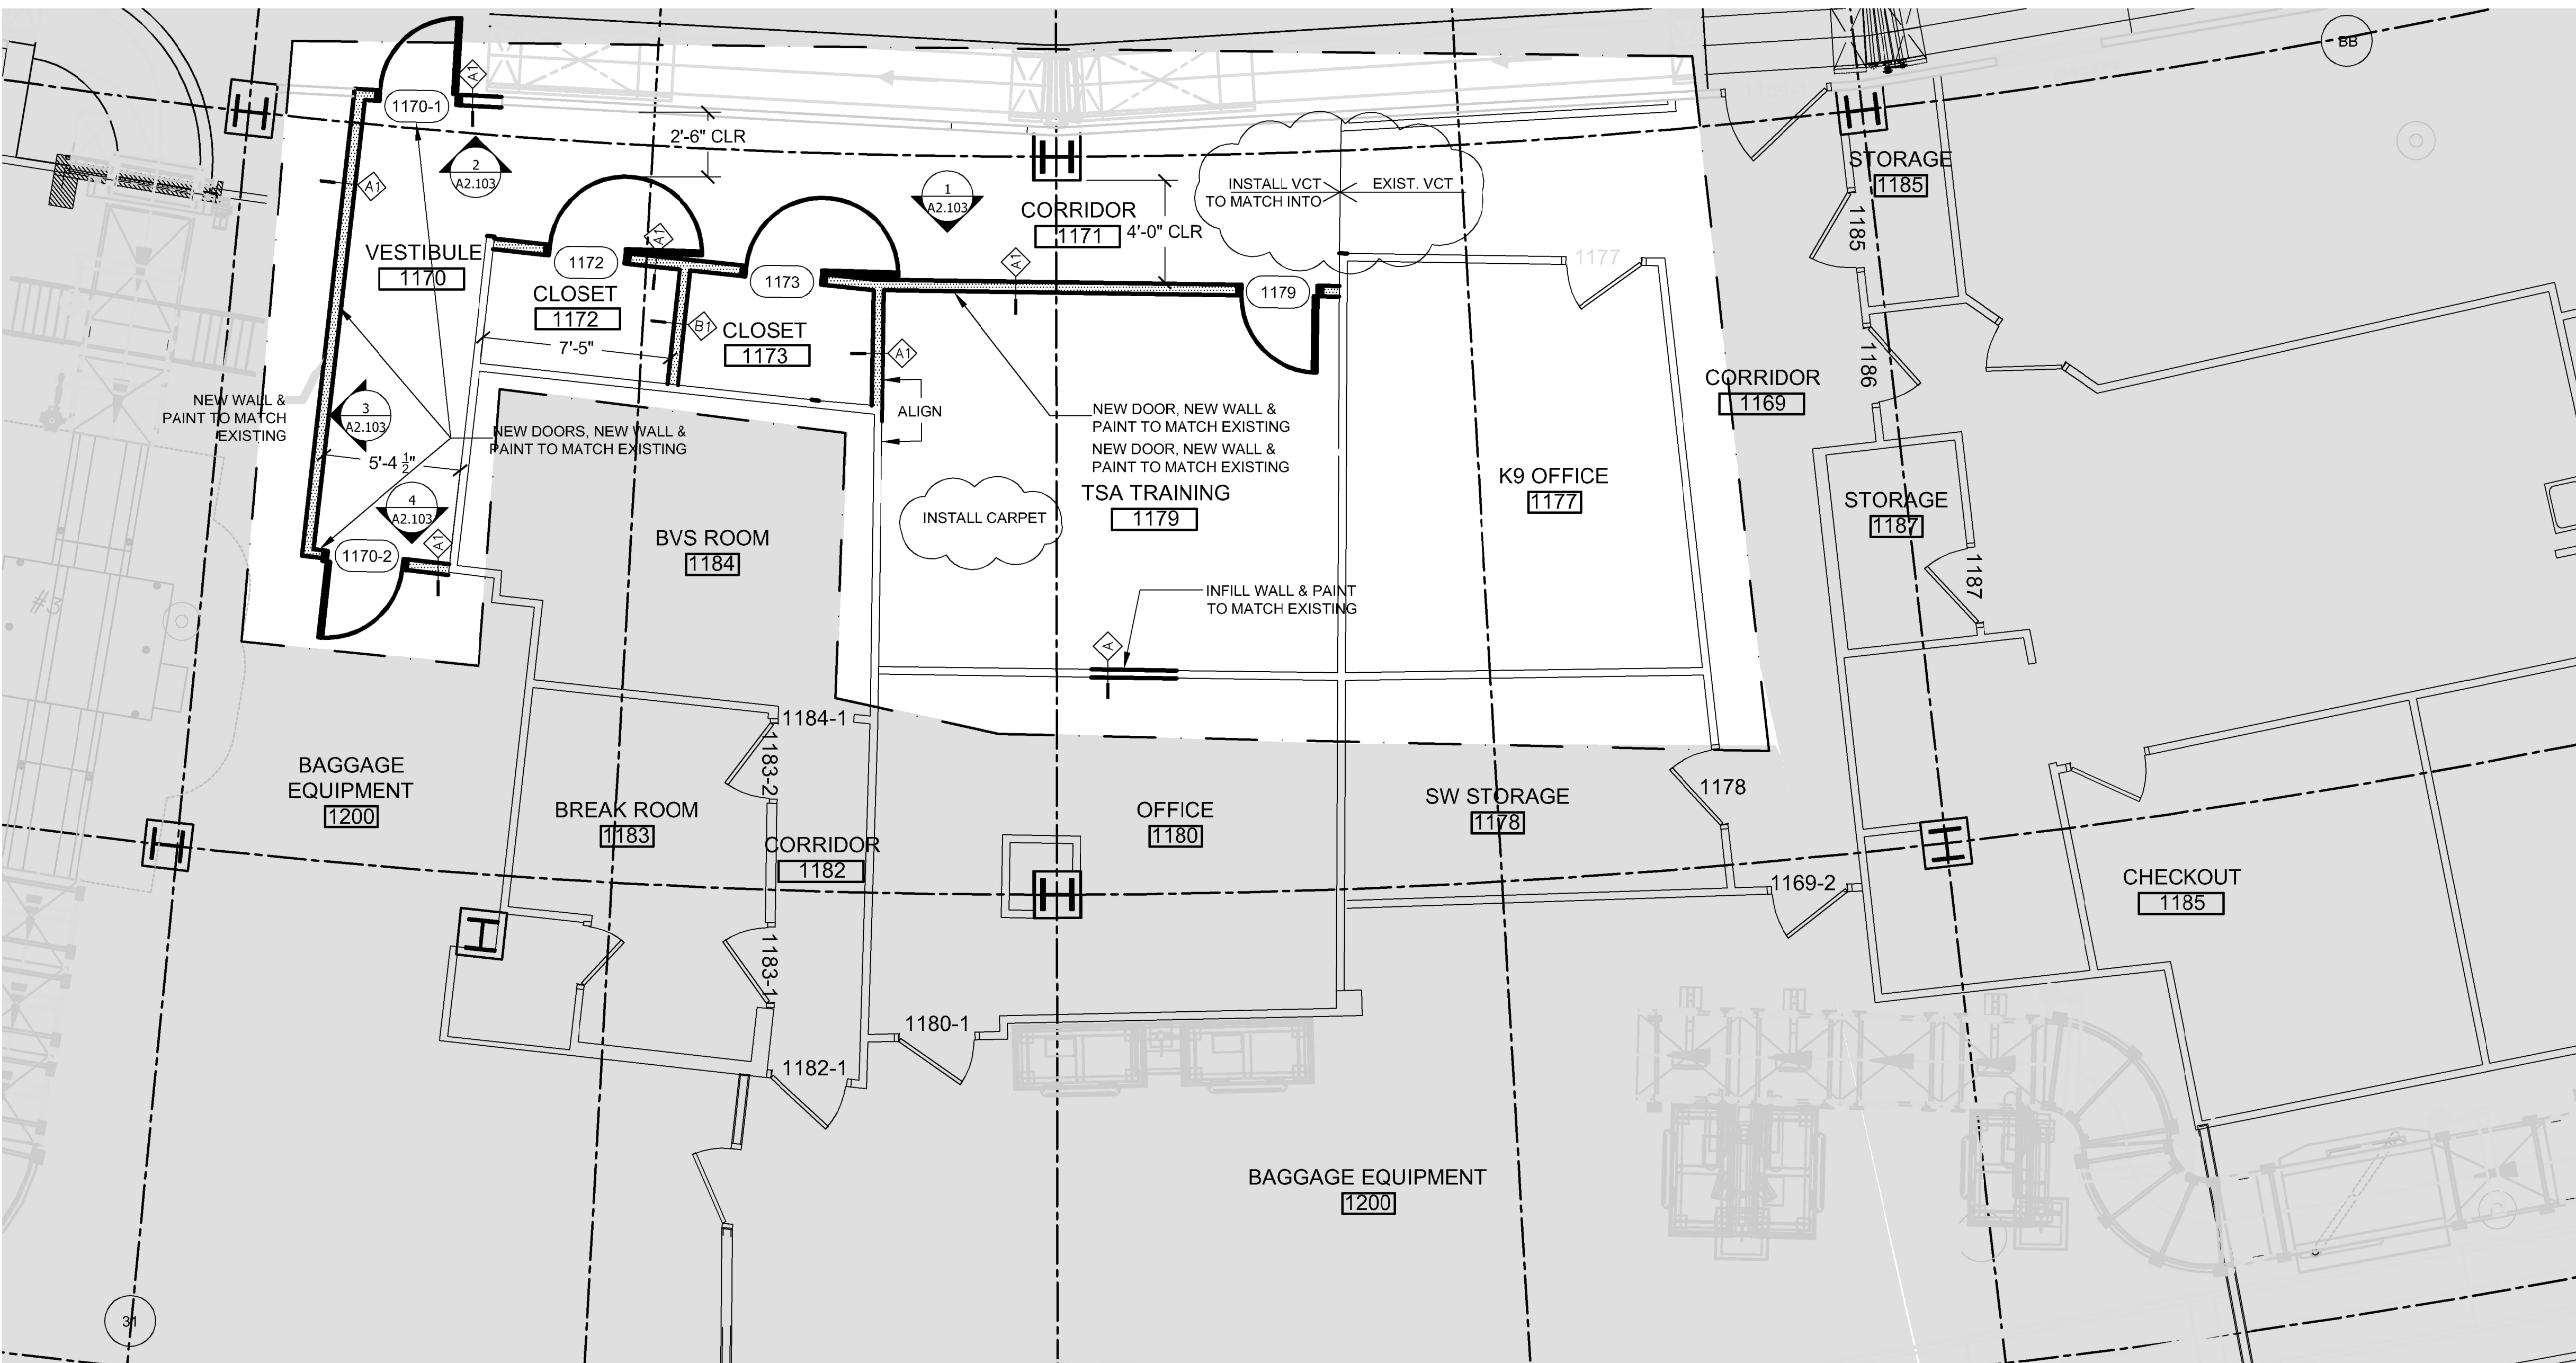 BB
1170-1
A1
2'-6" CLR
2
A2.103
A1
1
A2.103
CORRIDOR
1171
4'-0" CLR
INSTALL VCT
TO MATCH INTO
EXIST. VCT
STORAGE
1185
1185
VESTIBULE
1170
1172
A1
CLOSET
1172
7'-5"
1173
B1
CLOSET
1173
A1
A1
1179
1177
1186
CORRIDOR
1169
NEW WALL &
PAINT TO MATCH
EXISTING
3
A2.103
5'-4 1/2"
NEW DOORS, NEW WALL &
PAINT TO MATCH EXISTING
ALIGN
NEW DOOR, NEW WALL &
PAINT TO MATCH EXISTING
NEW DOOR, NEW WALL &
PAINT TO MATCH EXISTING
TSA TRAINING
1179
INSTALL CARPET
K9 OFFICE
1177
STORAGE
1187
1187
4
A2.103
A1
1170-2
BVS ROOM
1184
#3
INFILL WALL & PAINT
TO MATCH EXISTING
A
1184-1
1183-2
BAGGAGE
EQUIPMENT
1200
BREAK ROOM
1183
CORRIDOR
1182
OFFICE
1180
SW STORAGE
1178
1178
1169-2
CHECKOUT
1185
1183-1
1180-1
1182-1
BAGGAGE EQUIPMENT
1200
31